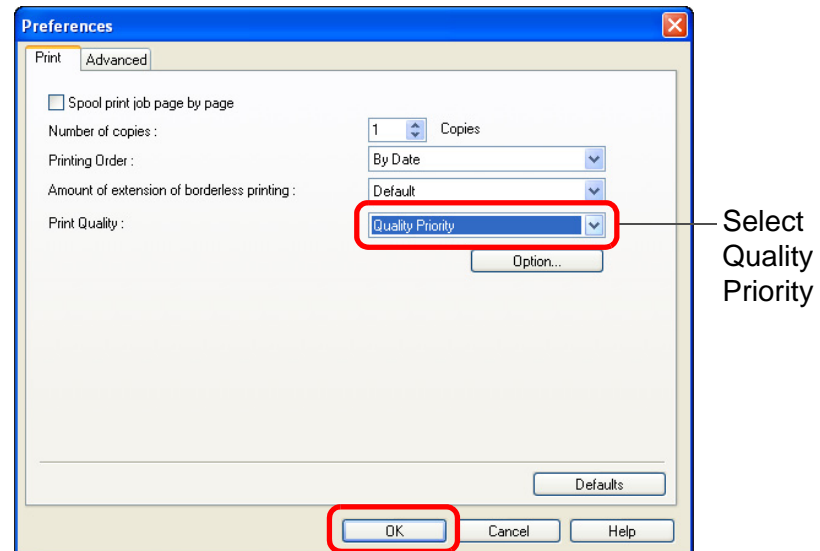 Preferences
Print Advanced
Spool print job page by page
Number of copies : 1 Copies
Printing Order : By Date
Amount of extension of borderless printing : Default
Print Quality : Quality Priority
Option...
Select
Quality
Priority
Defaults
OK Cancel Help